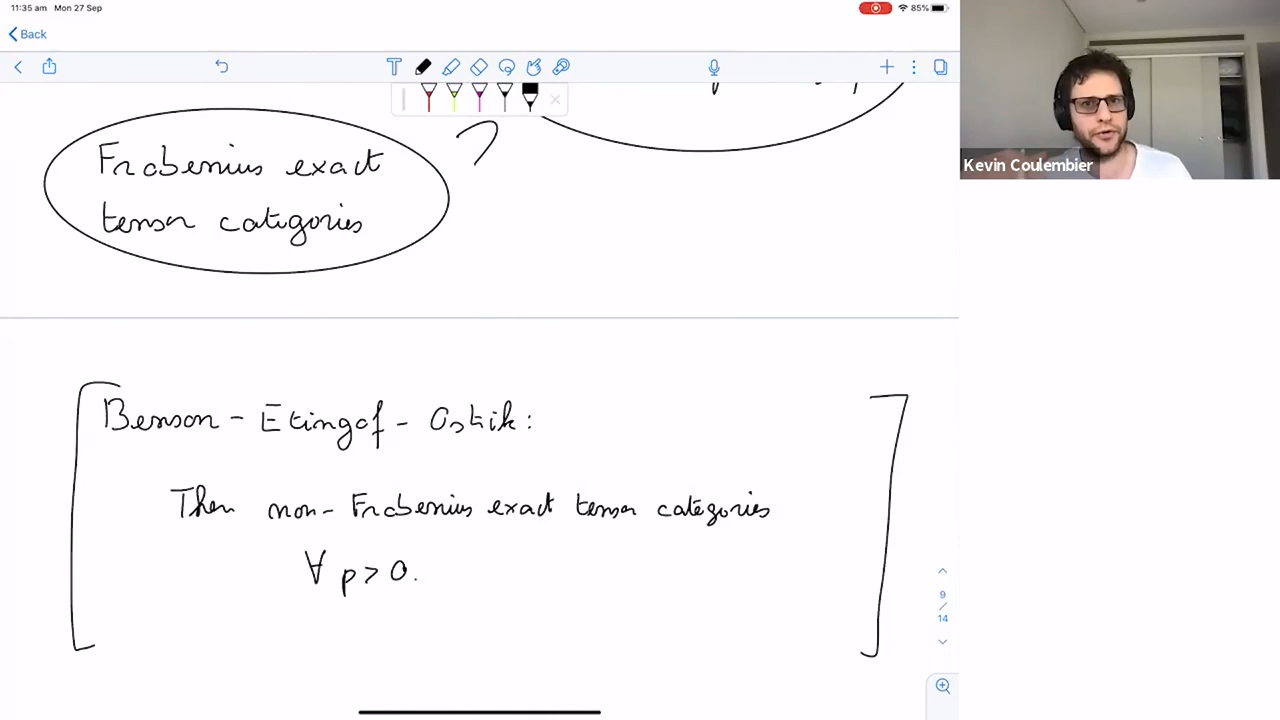 11:35 am Mon 27 Sep
85%
Back
T
Frobenius exact
tensor categories
?
Kevin Coulembier
Benson - Etingof - Ostrik:
Then non-Frobenius exact tensor categories
∀ p > 0.
9
/
14